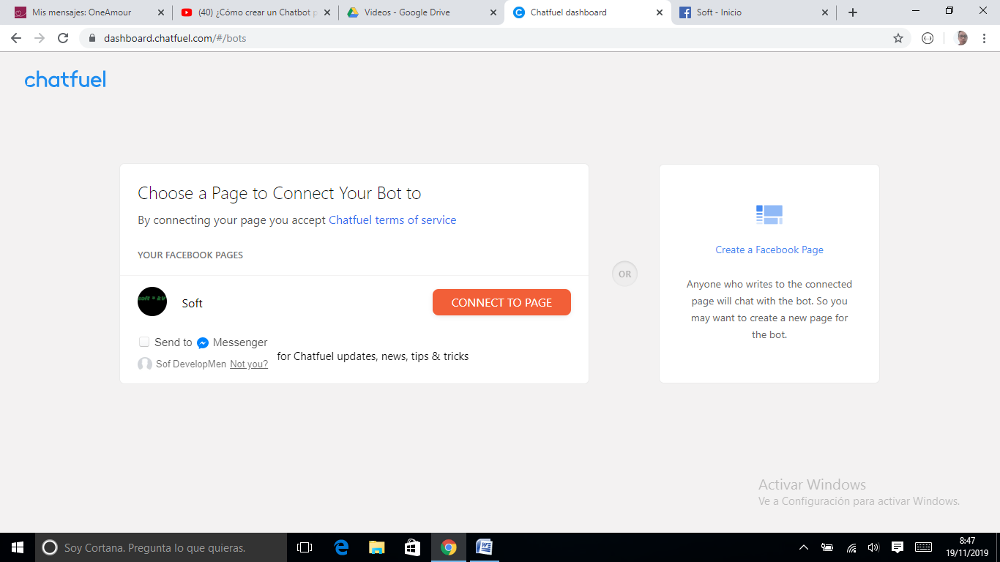 Mis mensajes: OneAmour
(40) ¿Cómo crear un Chatbot p
Videos - Google Drive
Chatfuel dashboard
Soft - Inicio
dashboard.chatfuel.com/#/bots
chatfuel
Choose a Page to Connect Your Bot to
By connecting your page you accept Chatfuel terms of service
YOUR FACEBOOK PAGES
Soft
CONNECT TO PAGE
Send to Messenger
for Chatfuel updates, news, tips & tricks
Sof DevelopMen Not you?
OR
Create a Facebook Page
Anyone who writes to the connected
page will chat with the bot. So you
may want to create a new page for
the bot.
Activar Windows
Ve a Configuración para activar Windows.
Soy Cortana. Pregunta lo que quieras.
8:47
19/11/2019